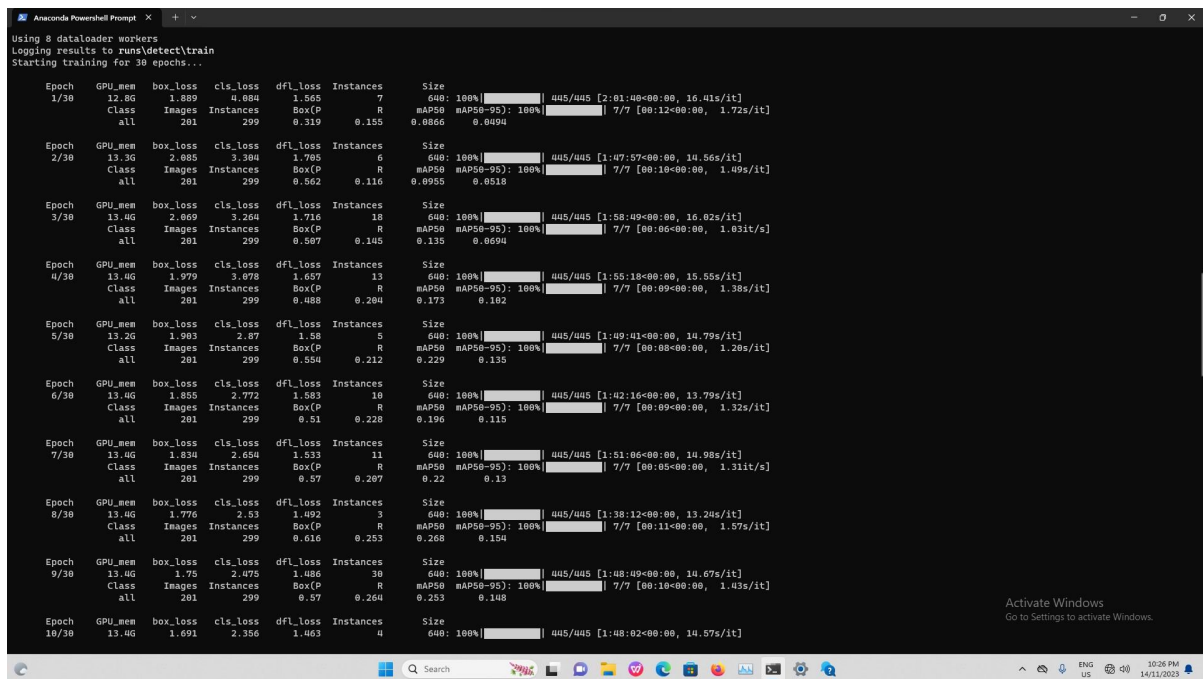 Anaconda Powershell Prompt
Using 8 dataloader workers
Logging results to runs\detect\train
Starting training for 30 epochs...
Epoch GPU_mem box_loss cls_loss dfl_loss Instances Size
1/30 12.8G 1.889 4.084 1.565 7 640: 100%| | 445/445 [2:01:40<00:00, 16.41s/it]
Class Images Instances Box(P R mAP50 mAP50-95): 100%| | 7/7 [00:12<00:00, 1.72s/it]
all 201 299 0.319 0.155 0.0866 0.0494
Epoch GPU_mem box_loss cls_loss dfl_loss Instances Size
2/30 13.3G 2.085 3.304 1.705 6 640: 100%| | 445/445 [1:47:57<00:00, 14.56s/it]
Class Images Instances Box(P R mAP50 mAP50-95): 100%| | 7/7 [00:10<00:00, 1.49s/it]
all 201 299 0.562 0.116 0.0955 0.0518
Epoch GPU_mem box_loss cls_loss dfl_loss Instances Size
3/30 13.4G 2.069 3.264 1.716 18 640: 100%| | 445/445 [1:58:49<00:00, 16.02s/it]
Class Images Instances Box(P R mAP50 mAP50-95): 100%| | 7/7 [00:06<00:00, 1.03it/s]
all 201 299 0.507 0.145 0.135 0.0694
Epoch GPU_mem box_loss cls_loss dfl_loss Instances Size
4/30 13.4G 1.979 3.078 1.657 13 640: 100%| | 445/445 [1:55:18<00:00, 15.55s/it]
Class Images Instances Box(P R mAP50 mAP50-95): 100%| | 7/7 [00:09<00:00, 1.38s/it]
all 201 299 0.488 0.204 0.173 0.102
Epoch GPU_mem box_loss cls_loss dfl_loss Instances Size
5/30 13.2G 1.903 2.87 1.58 5 640: 100%| | 445/445 [1:49:41<00:00, 14.79s/it]
Class Images Instances Box(P R mAP50 mAP50-95): 100%| | 7/7 [00:08<00:00, 1.20s/it]
all 201 299 0.554 0.212 0.229 0.135
Epoch GPU_mem box_loss cls_loss dfl_loss Instances Size
6/30 13.4G 1.855 2.772 1.583 10 640: 100%| | 445/445 [1:42:16<00:00, 13.79s/it]
Class Images Instances Box(P R mAP50 mAP50-95): 100%| | 7/7 [00:09<00:00, 1.32s/it]
all 201 299 0.51 0.228 0.196 0.115
Epoch GPU_mem box_loss cls_loss dfl_loss Instances Size
7/30 13.4G 1.834 2.654 1.533 11 640: 100%| | 445/445 [1:51:06<00:00, 14.98s/it]
Class Images Instances Box(P R mAP50 mAP50-95): 100%| | 7/7 [00:05<00:00, 1.31it/s]
all 201 299 0.57 0.207 0.22 0.13
Epoch GPU_mem box_loss cls_loss dfl_loss Instances Size
8/30 13.4G 1.776 2.53 1.492 3 640: 100%| | 445/445 [1:38:12<00:00, 13.24s/it]
Class Images Instances Box(P R mAP50 mAP50-95): 100%| | 7/7 [00:11<00:00, 1.57s/it]
all 201 299 0.616 0.253 0.268 0.154
Epoch GPU_mem box_loss cls_loss dfl_loss Instances Size
9/30 13.4G 1.75 2.475 1.486 30 640: 100%| | 445/445 [1:48:49<00:00, 14.67s/it]
Class Images Instances Box(P R mAP50 mAP50-95): 100%| | 7/7 [00:10<00:00, 1.43s/it]
all 201 299 0.57 0.264 0.253 0.148
Epoch GPU_mem box_loss cls_loss dfl_loss Instances Size
10/30 13.4G 1.691 2.356 1.463 4 640: 100%| | 445/445 [1:48:02<00:00, 14.57s/it]
Activate Windows
Go to Settings to activate Windows.
Search
ENG
US
10:26 PM
14/11/2023